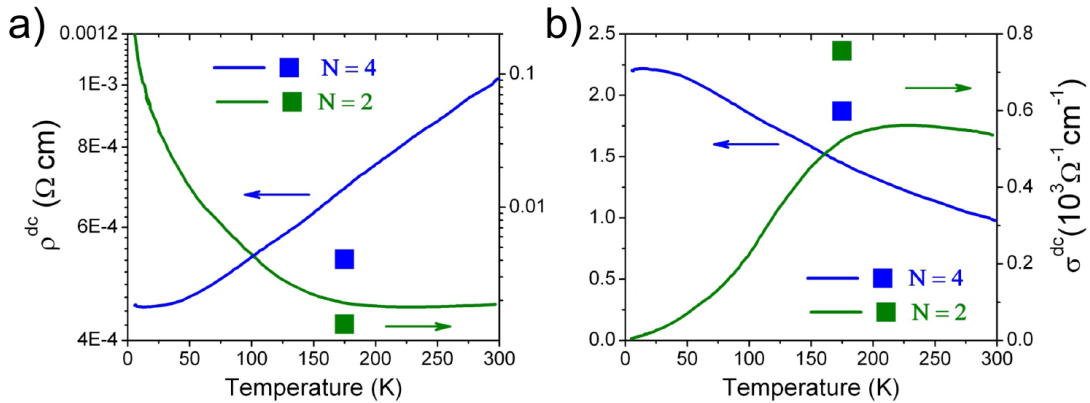 a)
0.0012
1E-3
8E-4
6E-4
4E-4
ρ^dc (Ω cm)
N = 4
N = 2
0.1
0.01
0 50 100 150 200 250 300
Temperature (K)
b)
2.5
2.0
1.5
1.0
0.5
0.0
N = 4
N = 2
0.8
0.6
0.4
0.2
0.0
σ^dc(10³Ω⁻¹cm⁻¹)
0 50 100 150 200 250 300
Temperature (K)